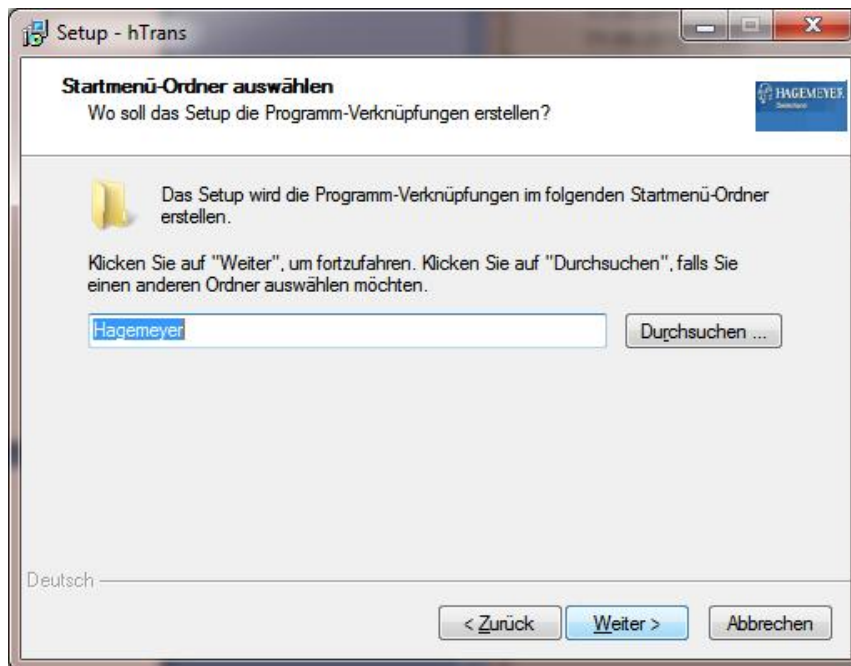 Setup - hTrans
Startmenü-Ordner auswählen
Wo soll das Setup die Programm-Verknüpfungen erstellen?
HAGEMEYER
Deutschland
Das Setup wird die Programm-Verknüpfungen im folgenden Startmenü-Ordner
erstellen.
Klicken Sie auf "Weiter", um fortzufahren. Klicken Sie auf "Durchsuchen", falls Sie
einen anderen Ordner auswählen möchten.
Hagemeyer
Durchsuchen ...
Deutsch
< Zurück
Weiter >
Abbrechen